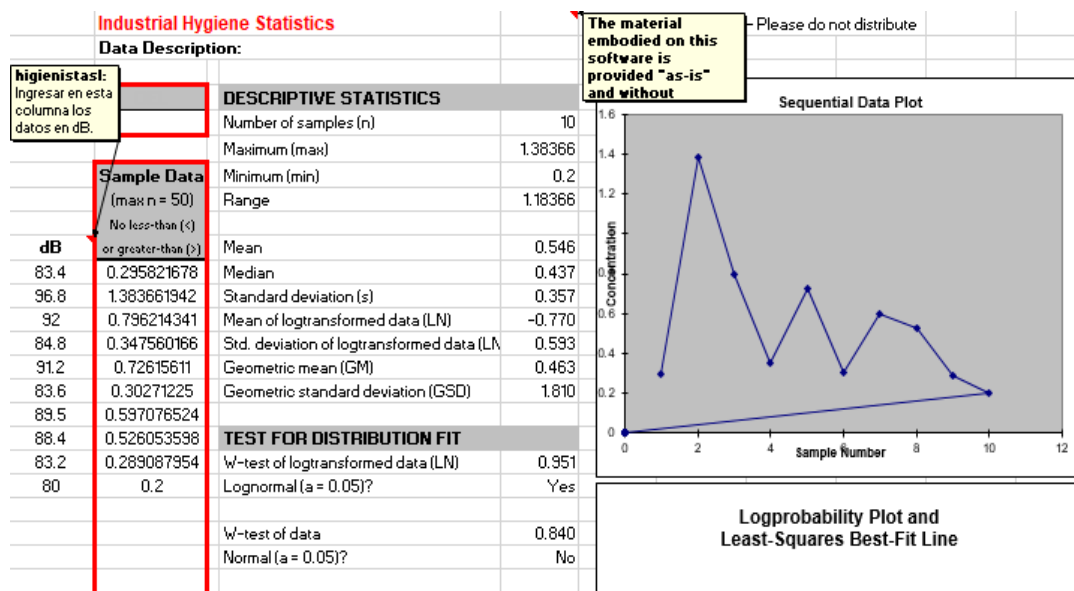 Industrial Hygiene Statistics
Data Description:
The material
embodied on this
software is
provided "as-is"
and without
Please do not distribute
higienistasl:
Ingresar en esta
columna los
datos en dB.
DESCRIPTIVE STATISTICS
Number of samples (n) 10
Maximum (max) 1.38366
Minimum (min) 0.2
Range 1.18366
Mean 0.546
Median 0.437
Standard deviation (s) 0.357
Mean of logtransformed data (LN) -0.770
Std. deviation of logtransformed data (LN 0.593
Geometric mean (GM) 0.463
Geometric standard deviation (GSD) 1.810
TEST FOR DISTRIBUTION FIT
W-test of logtransformed data (LN) 0.951
Lognormal (a = 0.05)? Yes
W-test of data 0.840
Normal (a = 0.05)? No
Sample Data
(max n = 50)
No less-than (<)
dB or greater-than (>)
83.4 0.295821678
96.8 1.383661942
92 0.796214341
84.8 0.347560166
91.2 0.72615611
83.6 0.30271225
89.5 0.597076524
88.4 0.526053598
83.2 0.289087954
80 0.2
Sequential Data Plot
1.6
1.4
1.2
0.6
0.4
0.2
0
Concentration
0 2 4 6 8 10 12
Sample Number
Logprobability Plot and
Least-Squares Best-Fit Line